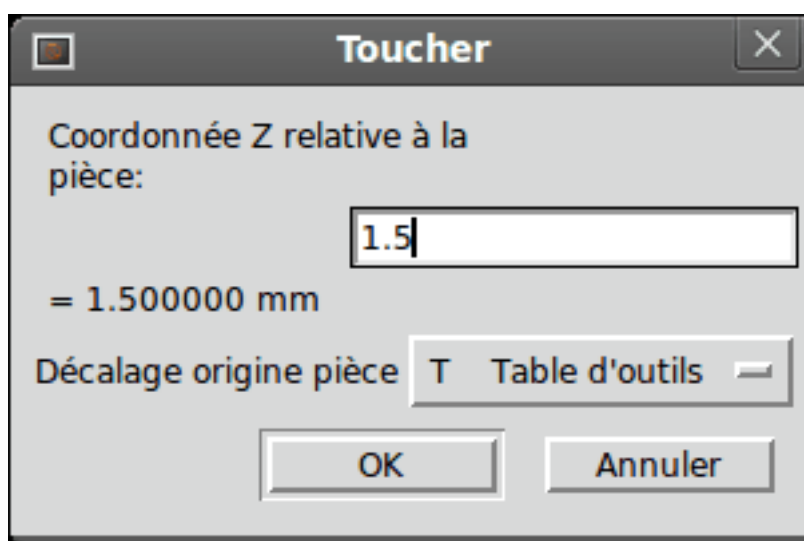 Toucher
Coordonnée Z relative à la
pièce:
1.5
= 1.500000 mm
Décalage origine pièce T Table d'outils
OK Annuler